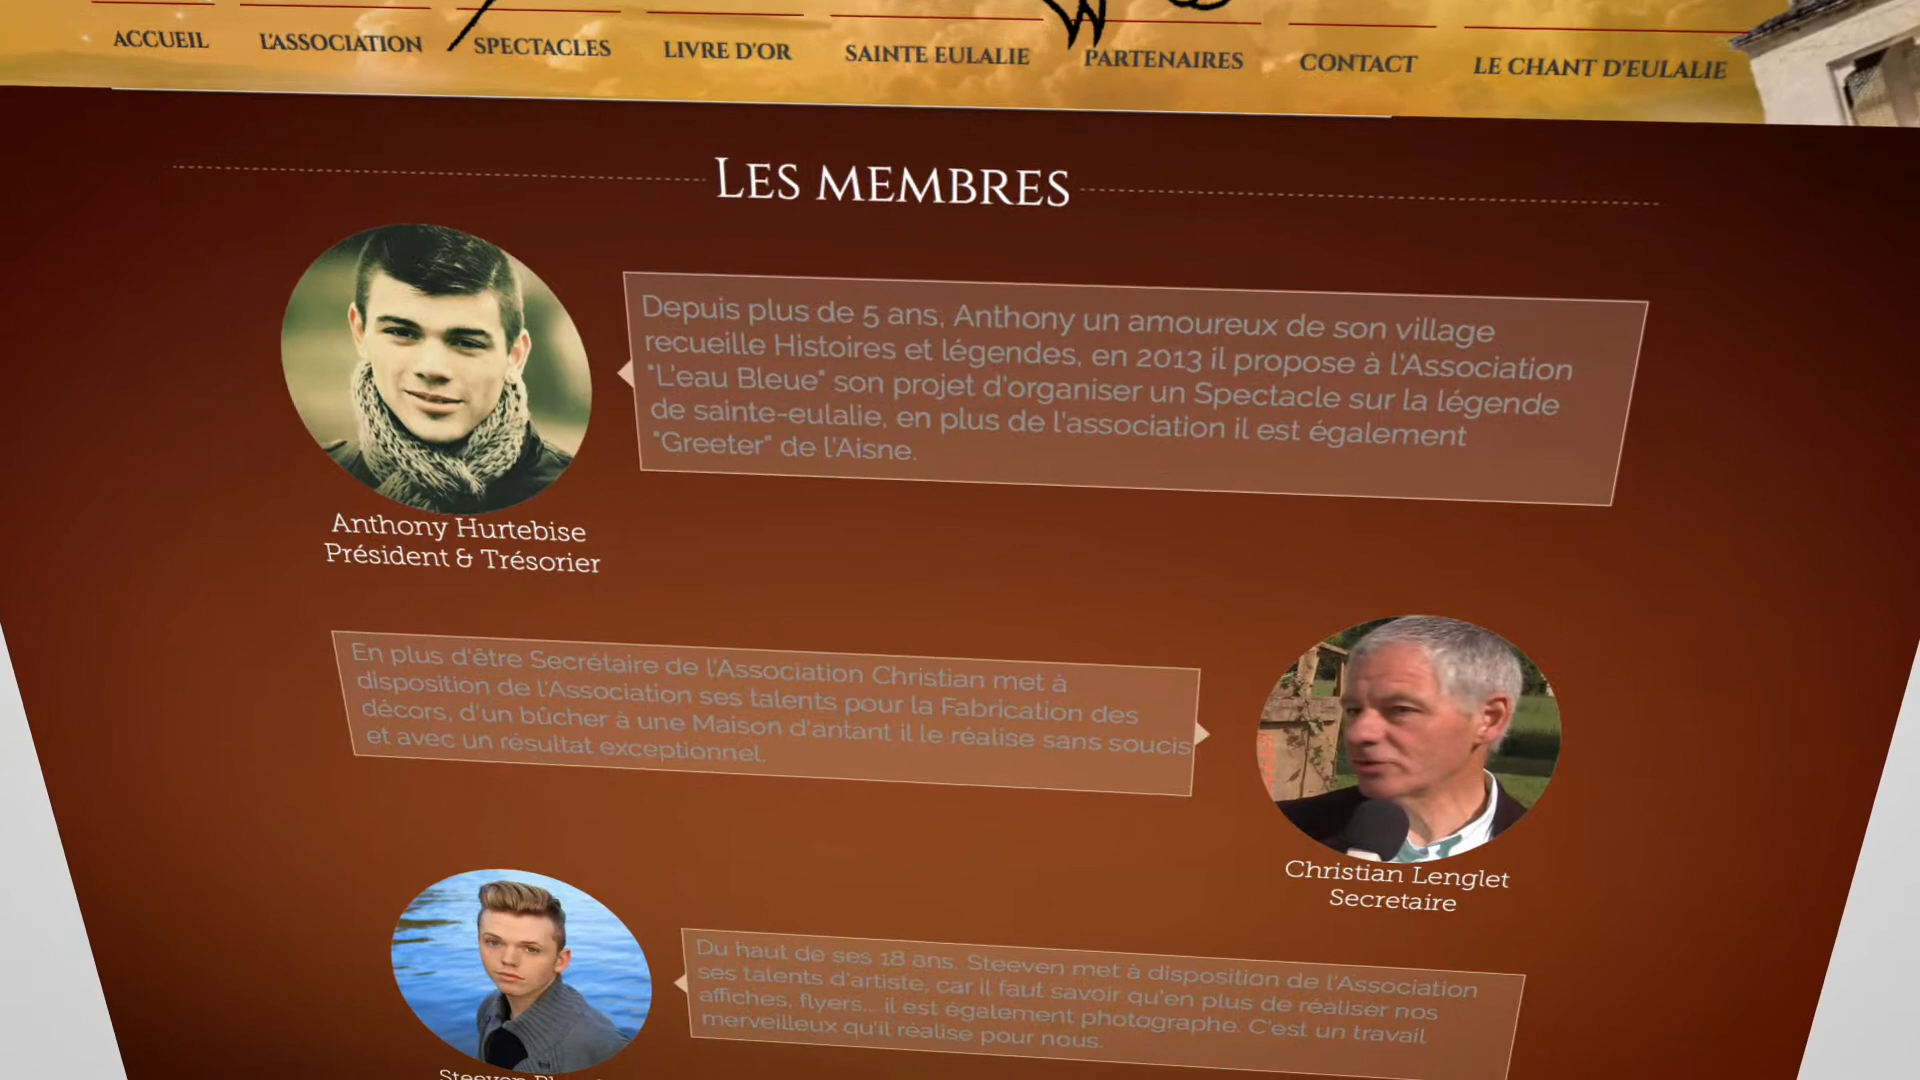 ACCUEIL L'ASSOCIATION SPECTACLES LIVRE D'OR SAINTE EULALIE PARTENAIRES CONTACT LE CHANT D'EULALIE
LES MEMBRES
Depuis plus de 5 ans, Anthony un amoureux de son village
recueille Histoires et légendes, en 2013 il propose à l'Association
"L'eau Bleue" son projet d'organiser un Spectacle sur la légende
de sainte-eulalie, en plus de l'association il est également
"Greeter" de l'Aisne.
Anthony Hurtebise
Président & Trésorier
En plus d'être Secrétaire de l'Association Christian met à
disposition de l'Association ses talents pour la Fabrication des
décors, d'un bûcher à une Maison d'antant il le réalise sans soucis
et avec un résultat exceptionnel.
Christian Lenglet
Secretaire
Du haut de ses 18 ans, Steeven met à disposition de l'Association
ses talents d'artiste, car il faut savoir qu'en plus de réaliser nos
affiches, flyers... il est également photographe. C'est un travail
merveilleux qu'il réalise pour nous.
Steeven